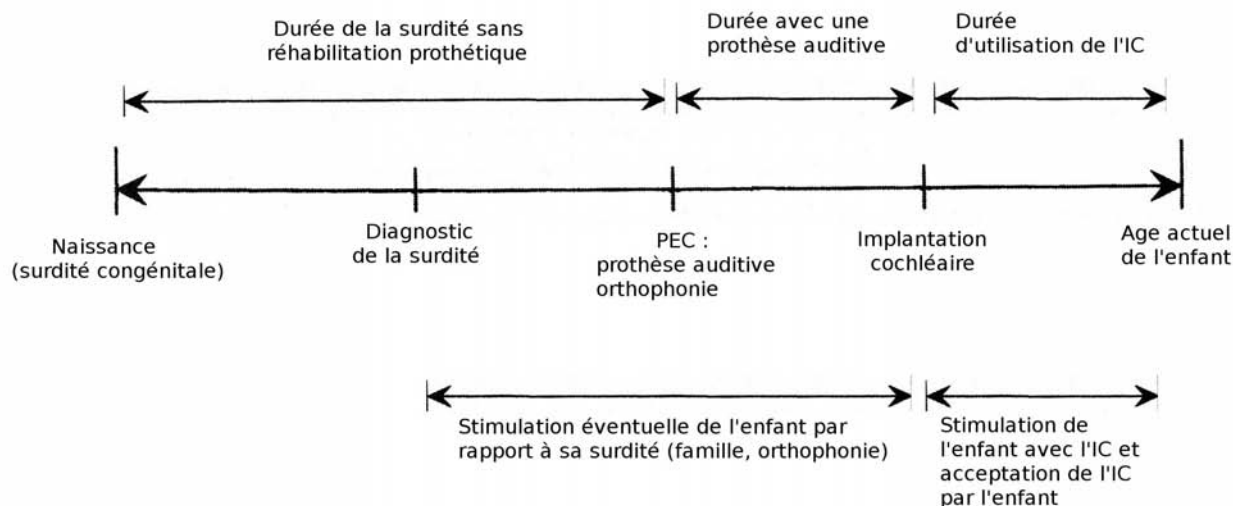 Durée de la surdité sans
réhabilitation prothétique
Durée avec une
prothèse auditive
Durée
d'utilisation de l'IC
Naissance
(surdité congénitale)
Diagnostic
de la surdité
PEC :
prothèse auditive
orthophonie
Implantation
cochléaire
Age actuel
de l'enfant
Stimulation éventuelle de l'enfant par
rapport à sa surdité (famille, orthophonie)
Stimulation de
l'enfant avec l'IC et
acceptation de l'IC
par l'enfant